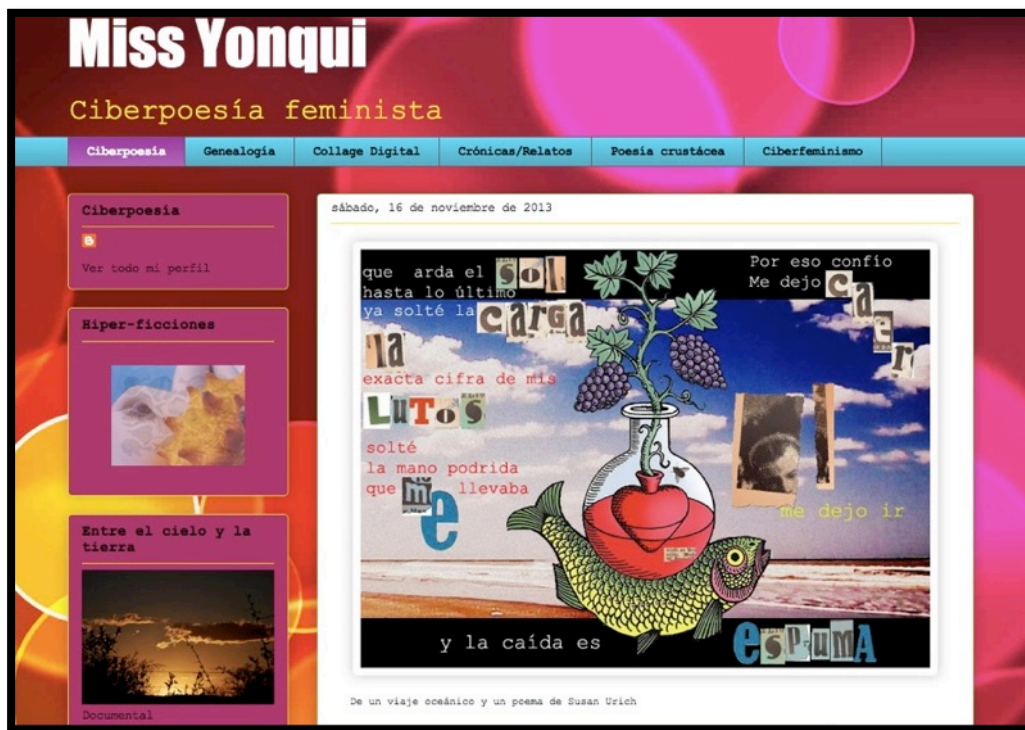 Miss Yonqui
Ciberpoesía feminista
Ciberpoesía Genealogía Collage Digital Crónicas/Relatos Poesía crustácea Ciberfeminismo
Ciberpoesía
Ver todo mi perfil
Hiper-ficciones
Entre el cielo y la
tierra
Documental
sábado, 16 de noviembre de 2013
que arda el sol
hasta lo último
ya solté la CARGA
la
exacta cifra de mis
LUTOS
solté
la mano podrida
que me llevaba
Por eso confío
Me dejo caer
me dejo ir
y la caída es ESPUMA
De un viaje oceánico y un poema de Susan Urich